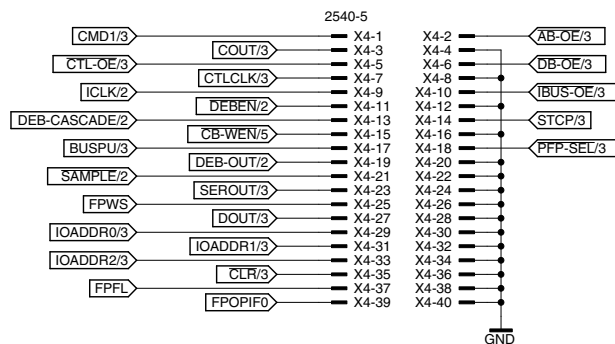 2540-5
CMD1/3 X4-1 X4-2 AB-OE/3
COUT/3 X4-3 X4-4
CTL-OE/3 X4-5 X4-6 DB-OE/3
CTLCLK/3 X4-7 X4-8
ICLK/2 X4-9 X4-10 IBUS-OE/3
DEBEN/2 X4-11 X4-12
DEB-CASCADE/2 X4-13 X4-14 STCP/3
CB-WEN/5 X4-15 X4-16
BUSPU/3 X4-17 X4-18 PFP-SEL/3
DEB-OUT/2 X4-19 X4-20
SAMPLE/2 X4-21 X4-22
SEROUT/3 X4-23 X4-24
FPWS X4-25 X4-26
DOUT/3 X4-27 X4-28
IOADDR0/3 X4-29 X4-30
IOADDR1/3 X4-31 X4-32
IOADDR2/3 X4-33 X4-34
CLR/3 X4-35 X4-36
FPFL X4-37 X4-38
FPOPIF0 X4-39 X4-40
GND